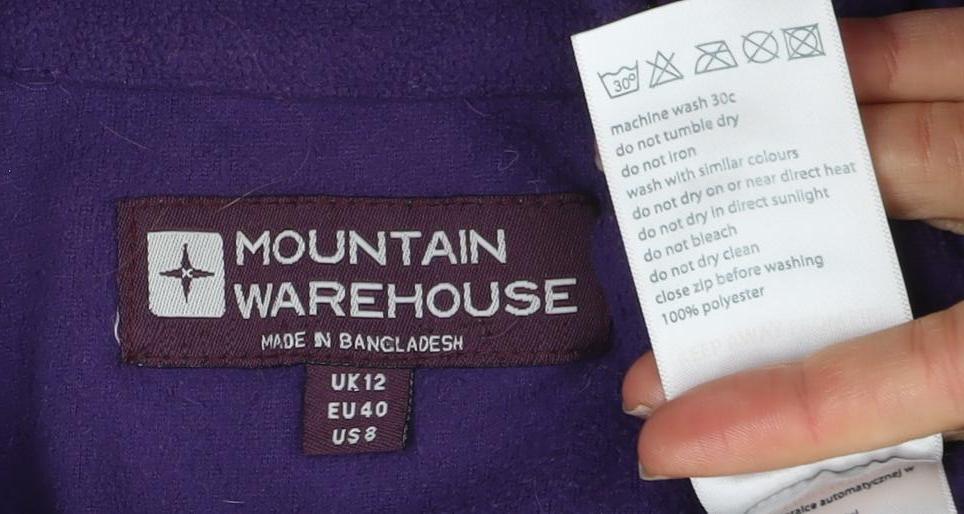 MOUNTAIN
WAREHOUSE
MADE IN BANGLADESH
UK 12
EU 40
US 8
30°
machine wash 30c
do not tumble dry
do not iron
wash with similar colours
do not dry on or near direct heat
do not dry in direct sunlight
do not bleach
do not dry clean
close zip before washing
100% polyester
automatycznej w